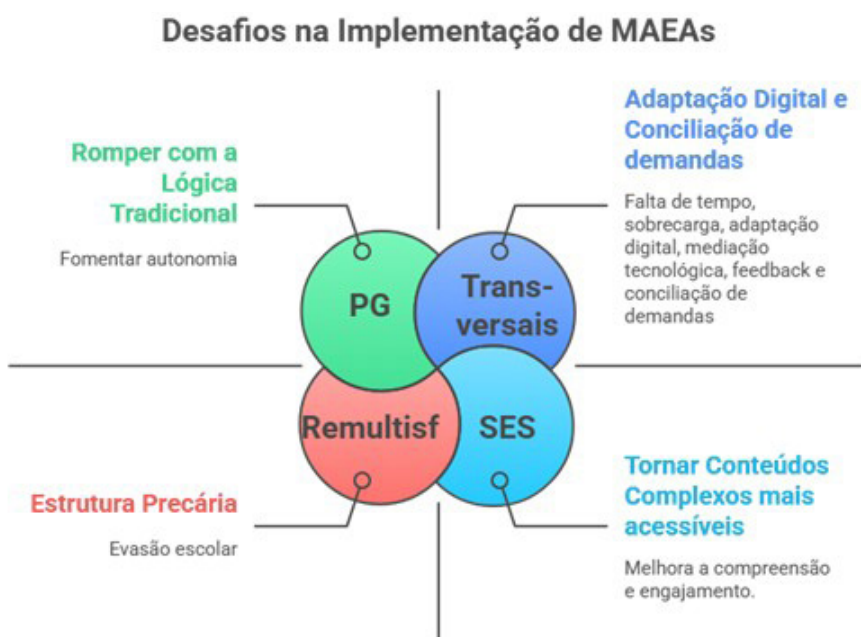 Desafios na Implementação de MAEAs
Romper com a
Lógica
Tradicional
Fomentar autonomia
Adaptação Digital e
Conciliação de
demandas
Falta de tempo,
sobrecarga, adaptação
digital, mediação
tecnológica, feedback e
conciliação de
demandas
PG
Trans-
versais
Remultisf
SES
Estrutura Precária
Evasão escolar
Tornar Conteúdos
Complexos mais
acessíveis
Melhora a compreensão
e engajamento.